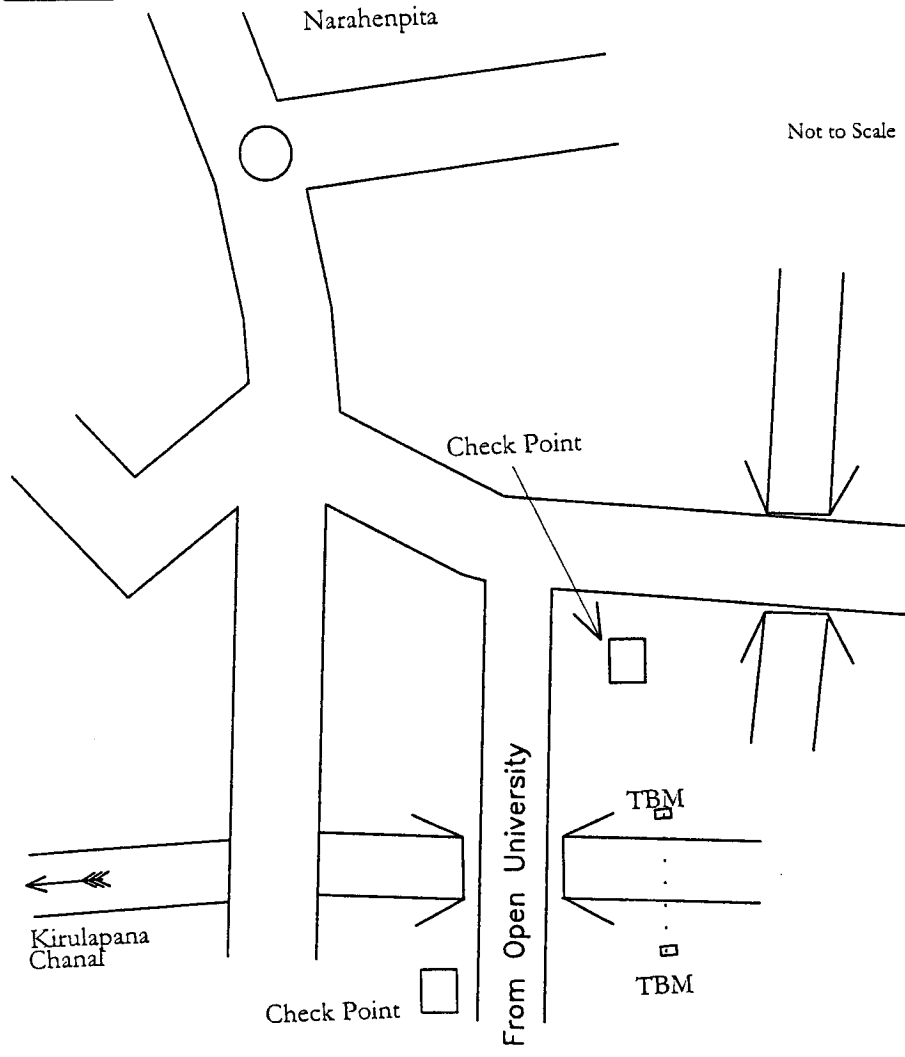 Narahenpita
Not to Scale
Check Point
From Open University
TBM
Kirulapana
Chanal
TBM
Check Point